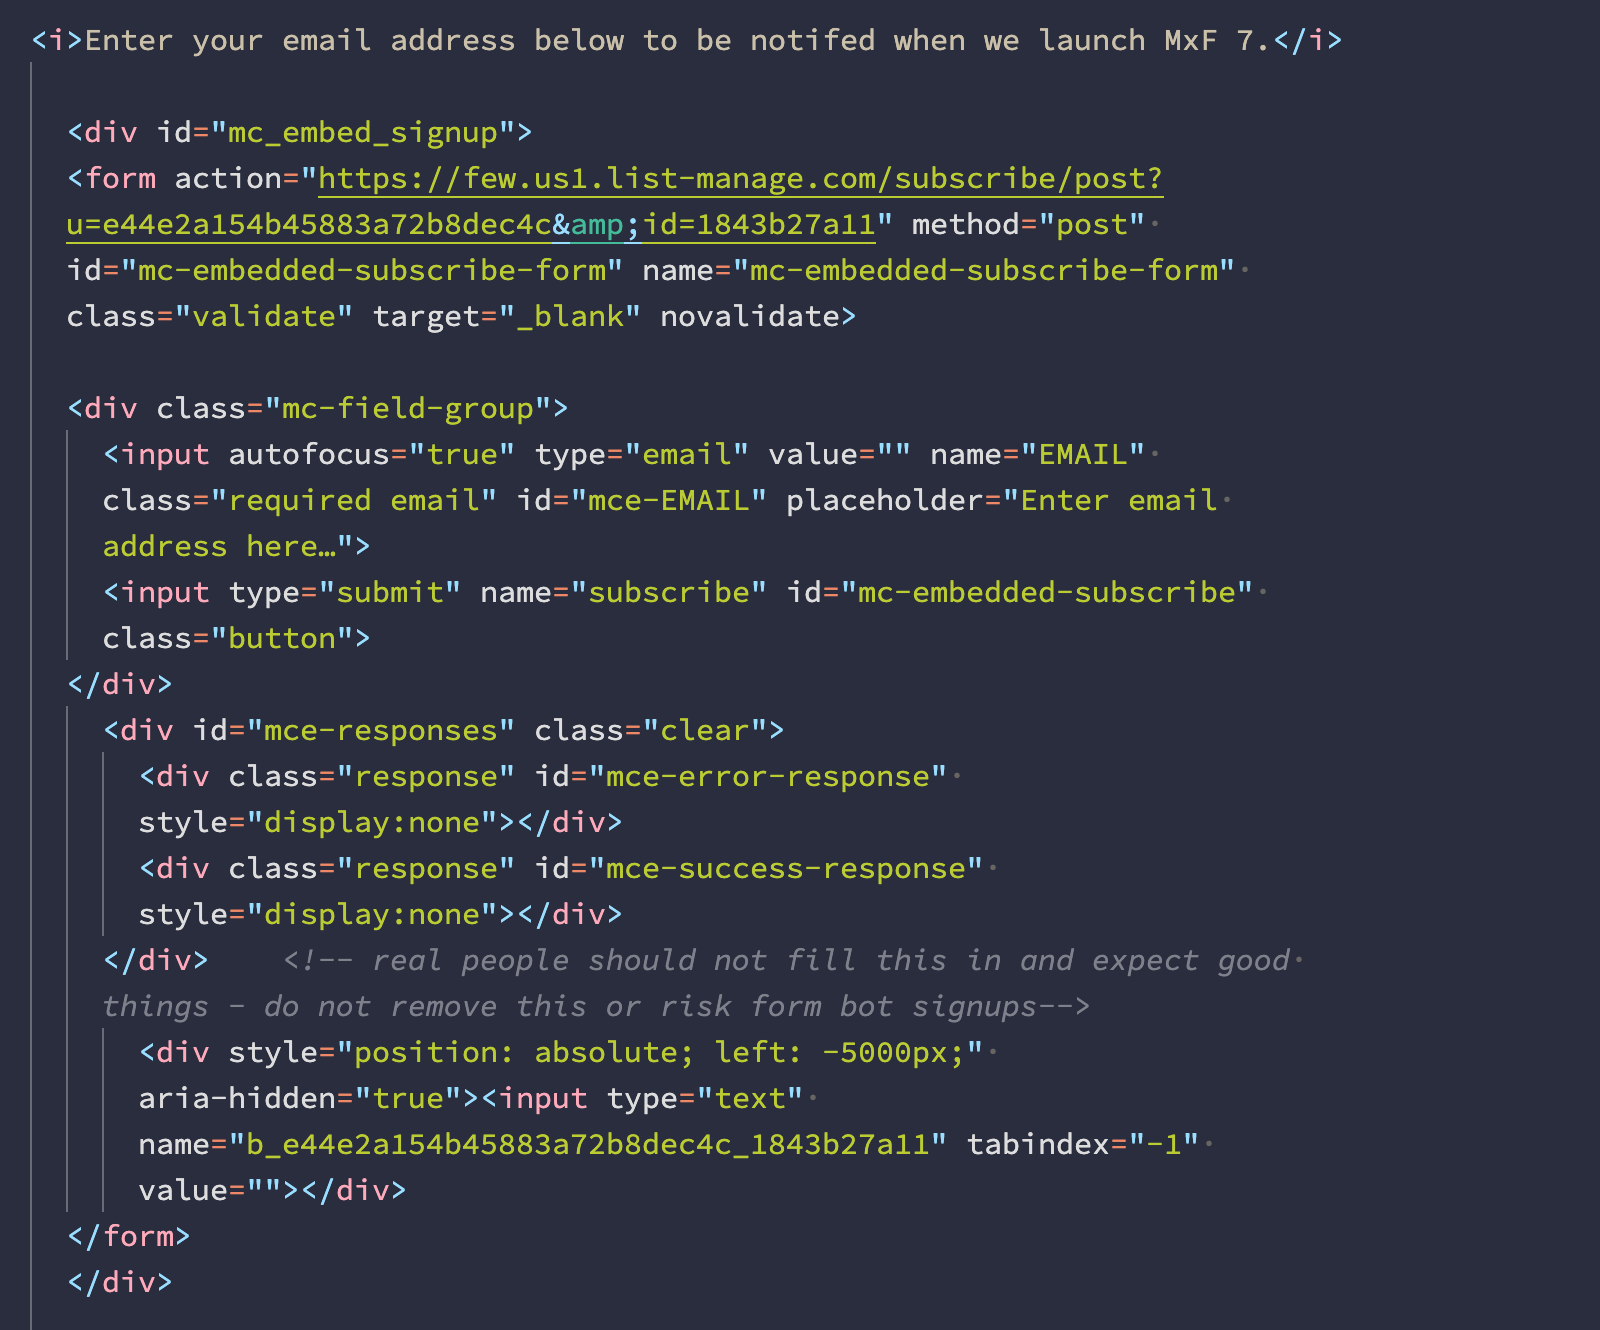 <i>Enter your email address below to be notifed when we launch MxF 7.</i>
<div id="mc_embed_signup">
<form action="https://few.us1.list-manage.com/subscribe/post?
u=e44e2a154b45883a72b8dec4c&amp;id=1843b27a11" method="post"
id="mc-embedded-subscribe-form" name="mc-embedded-subscribe-form"
class="validate" target="_blank" novalidate>
<div class="mc-field-group">
<input autofocus="true" type="email" value="" name="EMAIL"
class="required email" id="mce-EMAIL" placeholder="Enter email
address here…">
<input type="submit" name="subscribe" id="mc-embedded-subscribe"
class="button">
</div>
<div id="mce-responses" class="clear">
<div class="response" id="mce-error-response"
style="display:none"></div>
<div class="response" id="mce-success-response"
style="display:none"></div>
</div>    <!-- real people should not fill this in and expect good
things - do not remove this or risk form bot signups-->
<div style="position: absolute; left: -5000px;"
aria-hidden="true"><input type="text"
name="b_e44e2a154b45883a72b8dec4c_1843b27a11" tabindex="-1"
value=""></div>
</form>
</div>